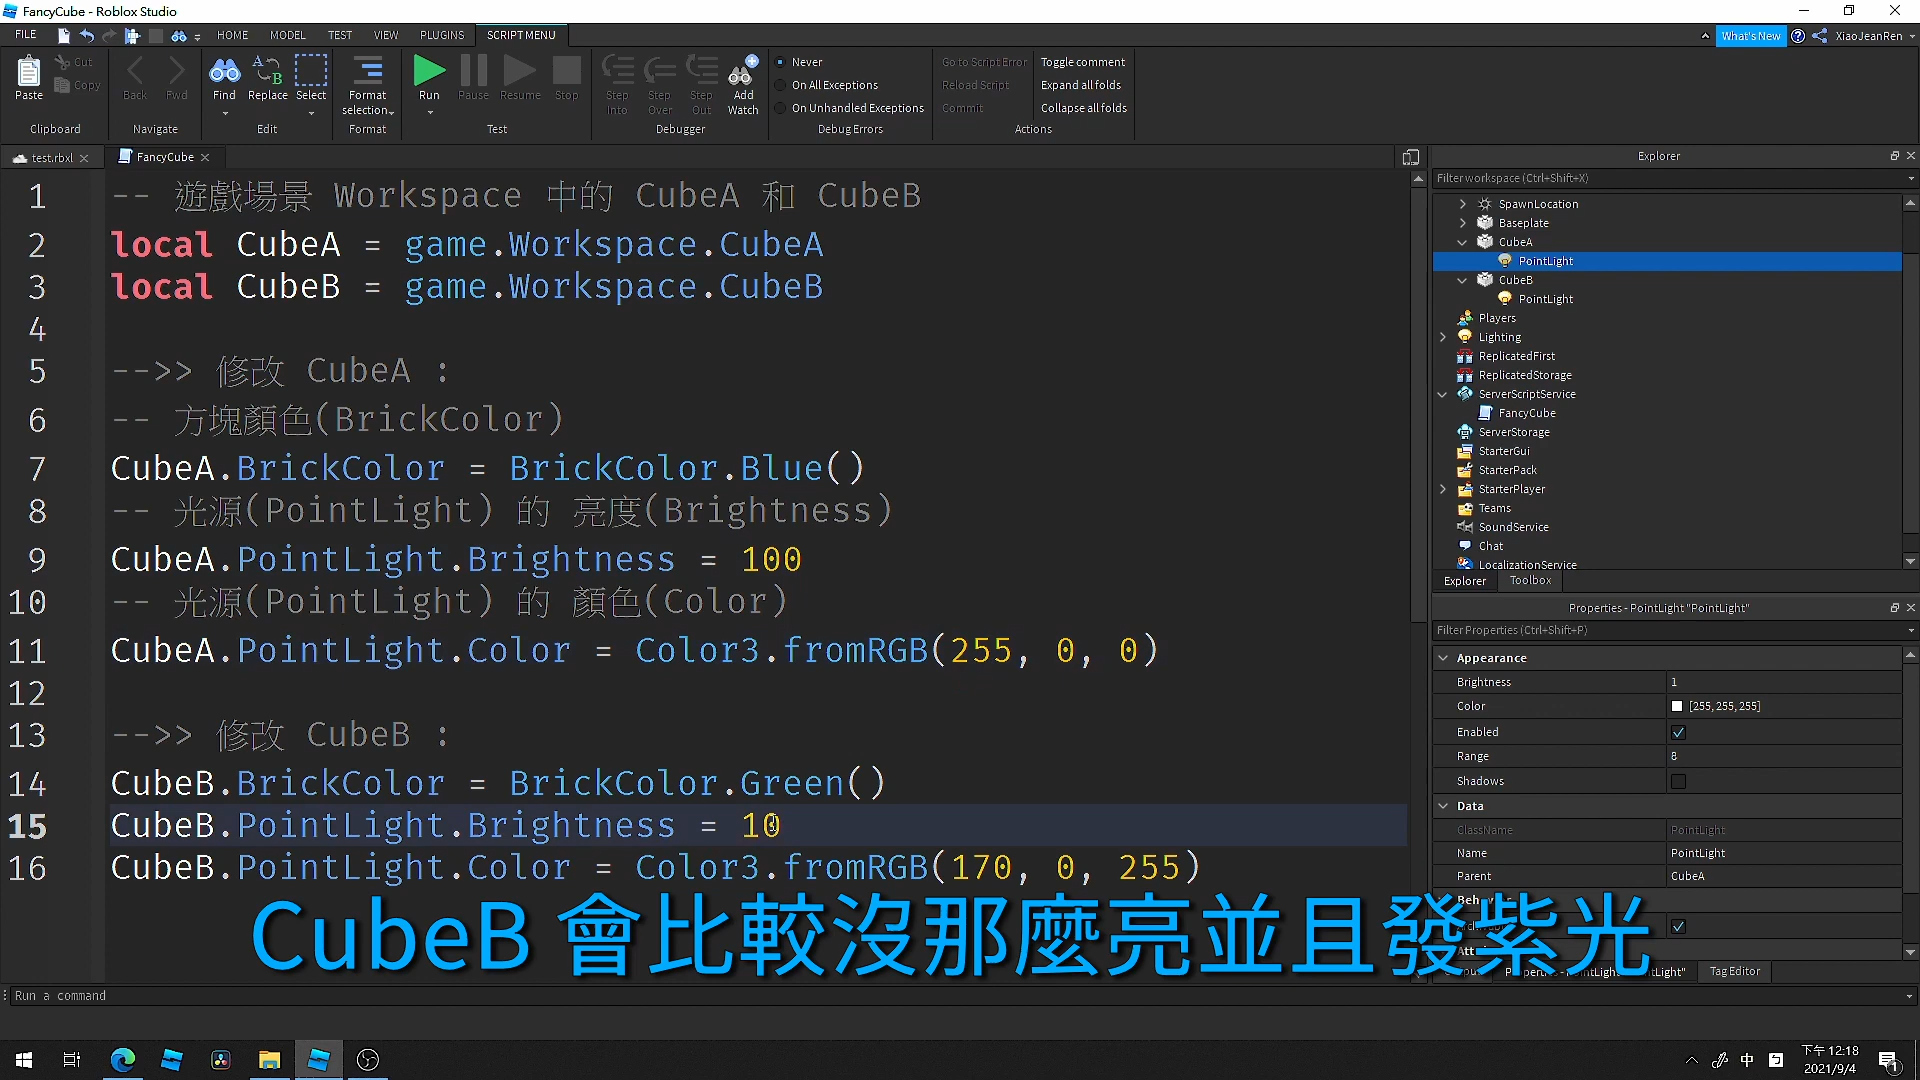 FancyCube - Roblox Studio
FILE HOME MODEL TEST VIEW PLUGINS SCRIPT MENU What's New XiaoJeanRen
Paste Cut Copy Clipboard
Back Fwd Navigate
Find Replace Select Edit
Format selection Format
Run Pause Resume Stop Test
Step Into Step Over Step Out Add Watch Debugger
Never
On All Exceptions
On Unhandled Exceptions
Debug Errors
Go to Script Error Toggle comment
Reload Script Expand all folds
Commit Collapse all folds
Actions
test.rbxl FancyCube
1 -- 遊戲場景 Workspace 中的 CubeA 和 CubeB
2 local CubeA = game.Workspace.CubeA
3 local CubeB = game.Workspace.CubeB
4
5 -->> 修改 CubeA :
6 -- 方塊顏色(BrickColor)
7 CubeA.BrickColor = BrickColor.Blue()
8 -- 光源(PointLight) 的 亮度(Brightness)
9 CubeA.PointLight.Brightness = 100
10 -- 光源(PointLight) 的 顏色(Color)
11 CubeA.PointLight.Color = Color3.fromRGB(255, 0, 0)
12
13 -->> 修改 CubeB :
14 CubeB.BrickColor = BrickColor.Green()
15 CubeB.PointLight.Brightness = 10
16 CubeB.PointLight.Color = Color3.fromRGB(170, 0, 255)
CubeB 會比較沒那麼亮並且發紫光
Explorer
Filter workspace (Ctrl+Shift+X)
SpawnLocation
Baseplate
CubeA
PointLight
CubeB
PointLight
Players
Lighting
ReplicatedFirst
ReplicatedStorage
ServerScriptService
FancyCube
ServerStorage
StarterGui
StarterPack
StarterPlayer
Teams
SoundService
Chat
LocalizationService
Explorer Toolbox
Properties - PointLight "PointLight"
Filter Properties (Ctrl+Shift+P)
Appearance
Brightness 1
Color [255, 255, 255]
Enabled
Range 8
Shadows
Data
ClassName PointLight
Name PointLight
Parent CubeA
Tag Editor
Run a command
中
下午 12:18
2021/9/4
1